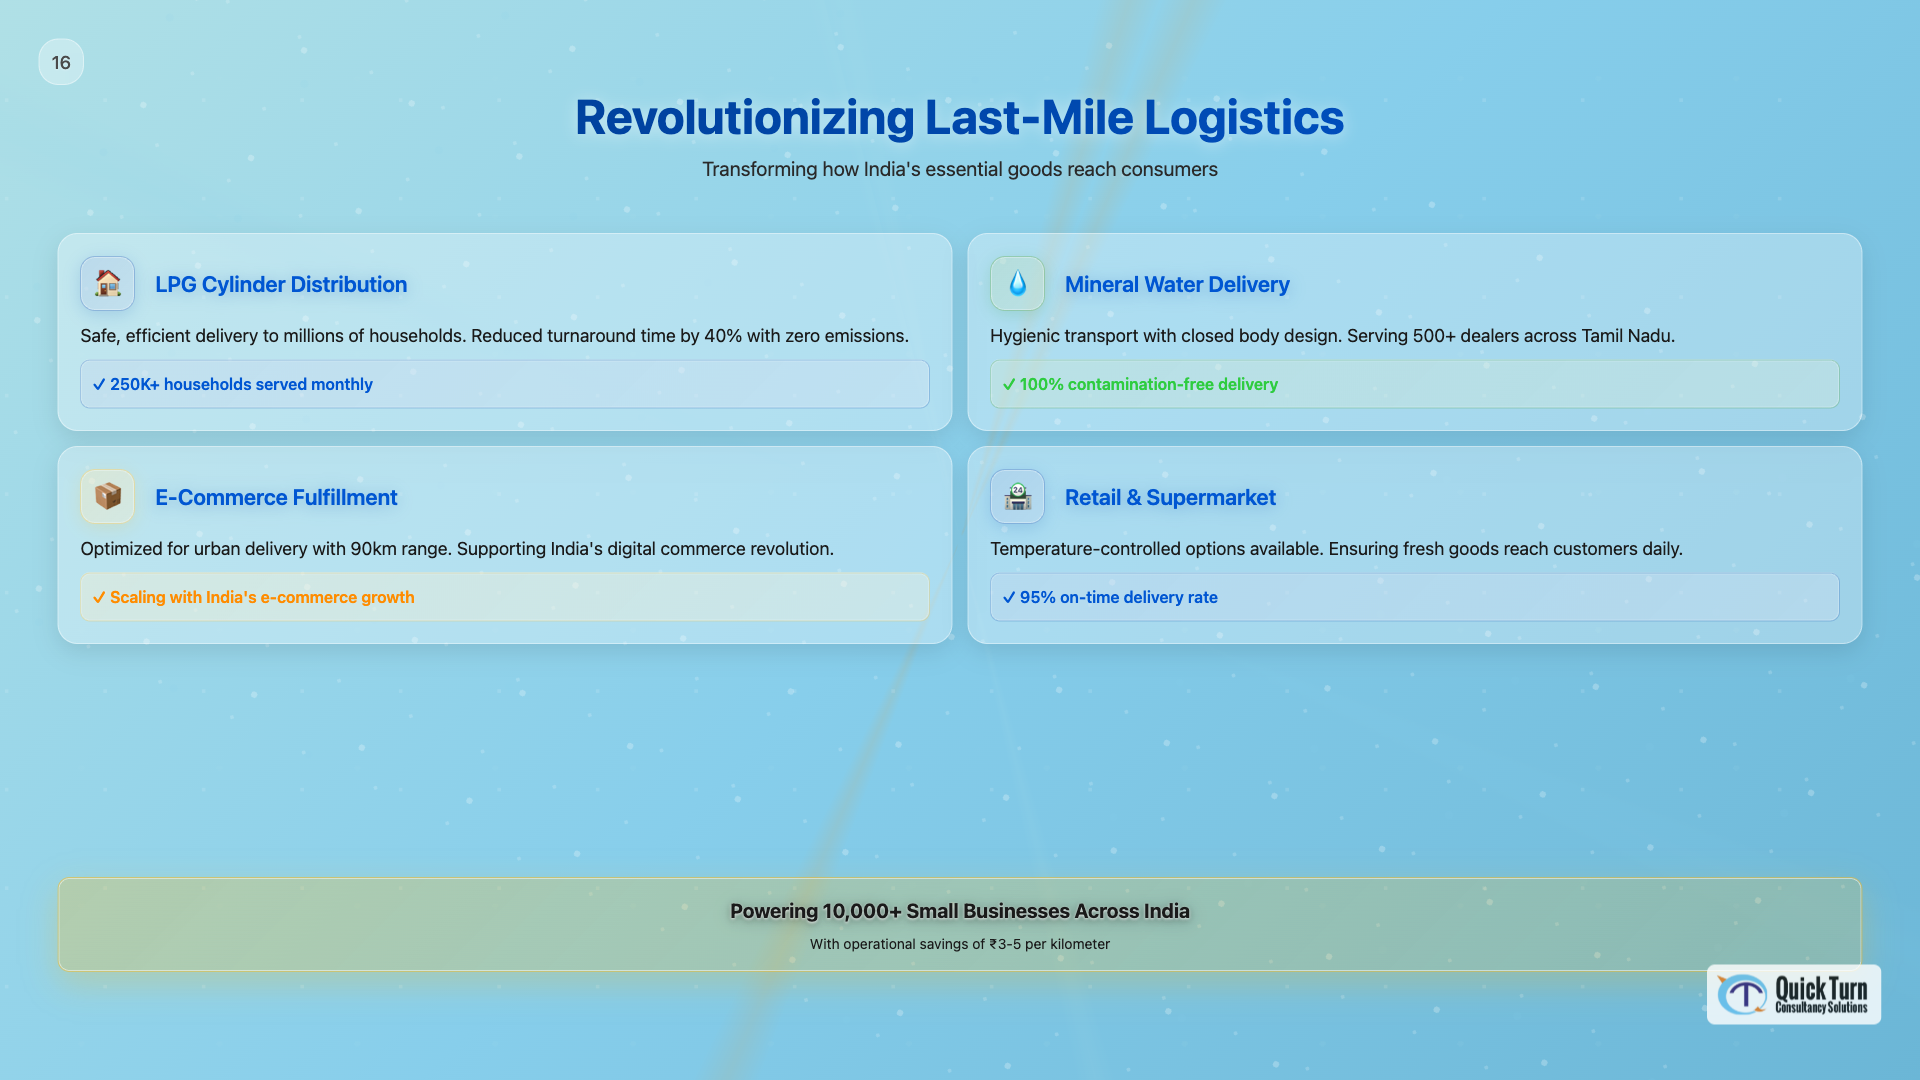 16
Revolutionizing Last-Mile Logistics
Transforming how India's essential goods reach consumers
LPG Cylinder Distribution
Safe, efficient delivery to millions of households. Reduced turnaround time by 40% with zero emissions.
✓ 250K+ households served monthly
Mineral Water Delivery
Hygienic transport with closed body design. Serving 500+ dealers across Tamil Nadu.
✓ 100% contamination-free delivery
E-Commerce Fulfillment
Optimized for urban delivery with 90km range. Supporting India's digital commerce revolution.
✓ Scaling with India's e-commerce growth
24
Retail & Supermarket
Temperature-controlled options available. Ensuring fresh goods reach customers daily.
✓ 95% on-time delivery rate
Powering 10,000+ Small Businesses Across India
With operational savings of ₹3-5 per kilometer
Quick Turn
Consultancy Solutions